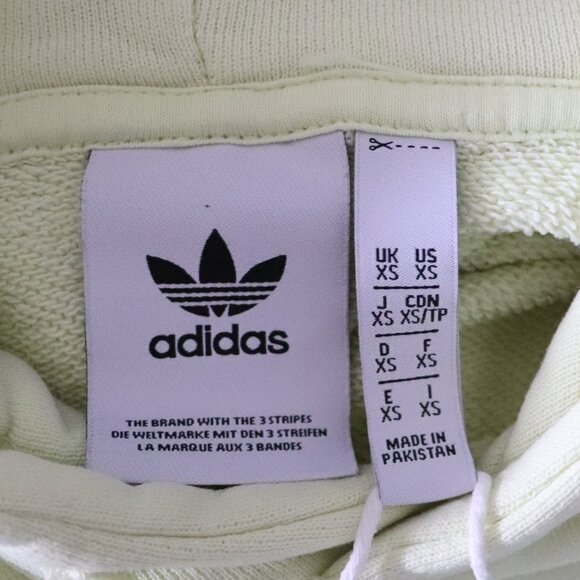 adidas
THE BRAND WITH THE 3 STRIPES
DIE WELTMARKE MIT DEN 3 STREIFEN
LA MARQUE AUX 3 BANDES
UK US
XS XS
J CDN
XS XS/TP
D F
XS XS
E I
XS XS
MADE IN
PAKISTAN